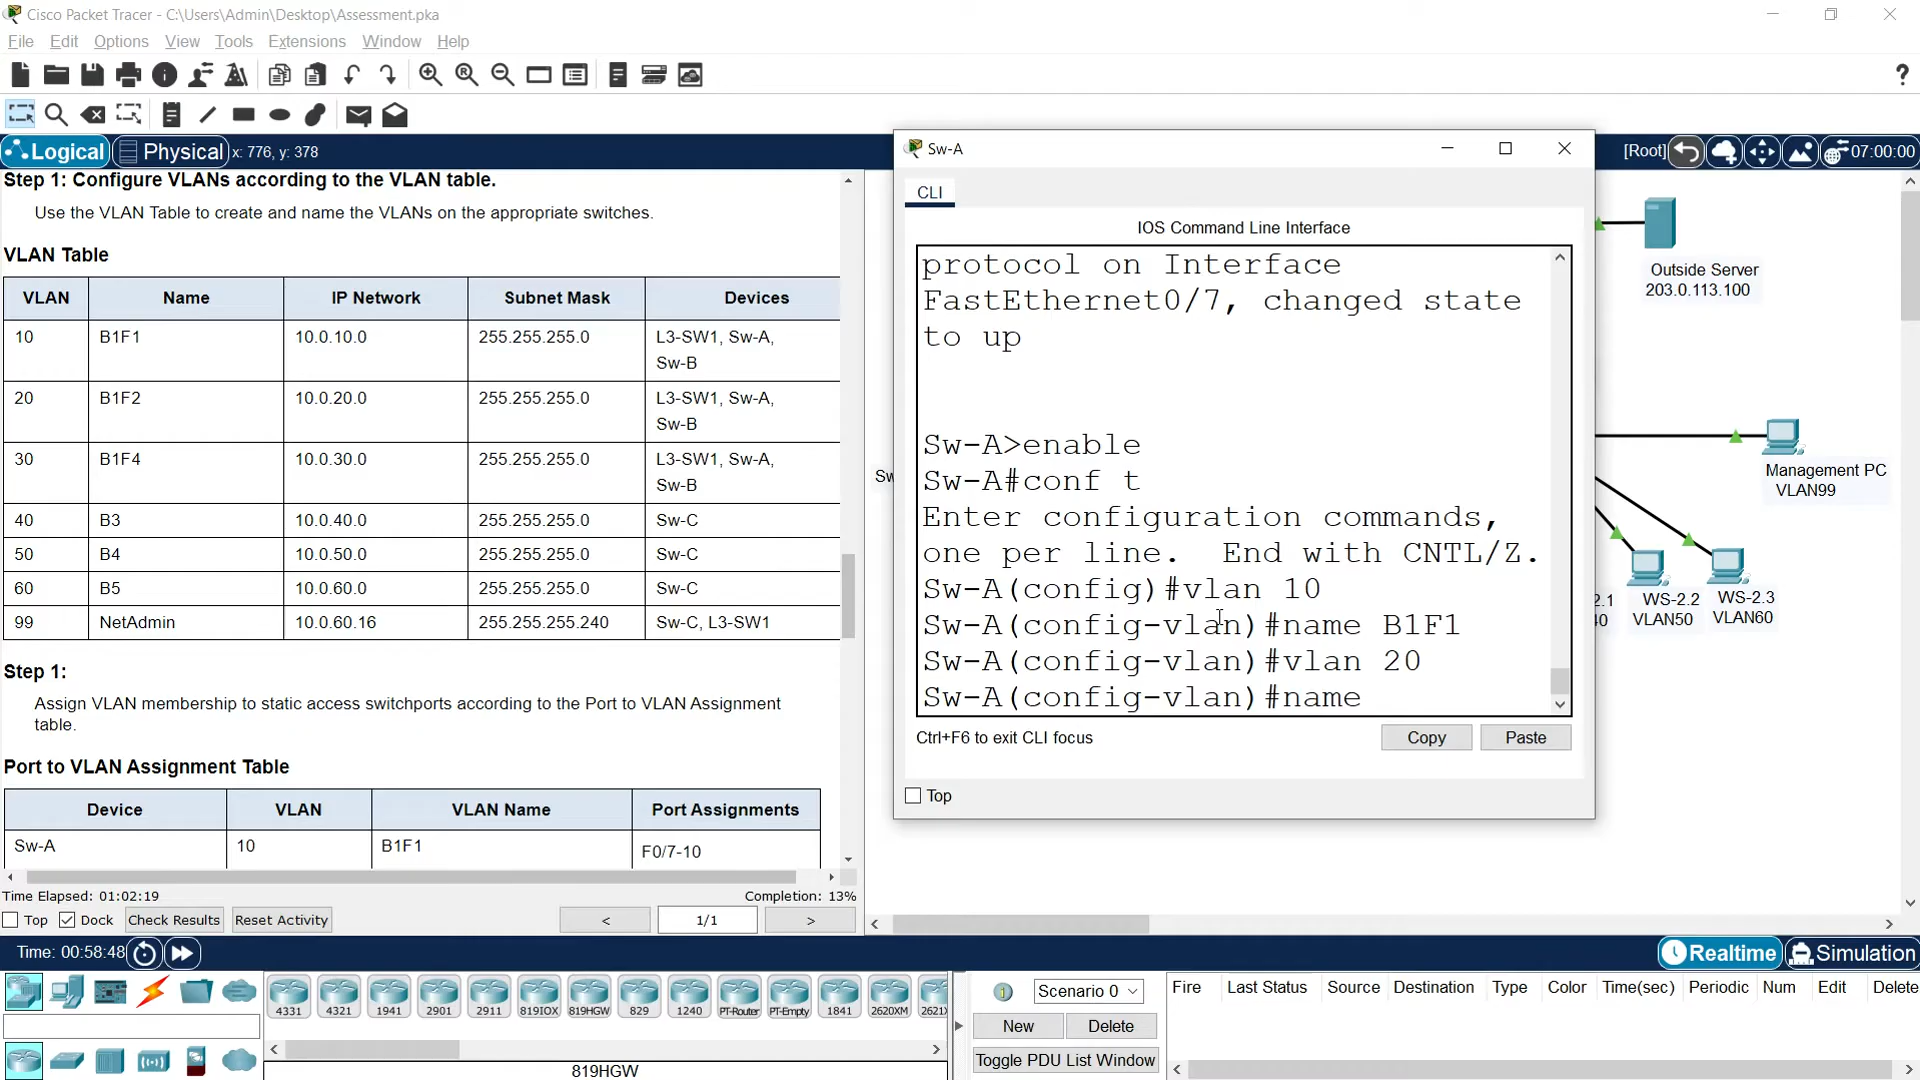 Cisco Packet Tracer - C:\Users\Admin\Desktop\Assessment.pka
File Edit Options View Tools Extensions Window Help
?
Logical Physical x: 776, y: 378
[Root] 07:00:00
Step 1: Configure VLANs according to the VLAN table.
Use the VLAN Table to create and name the VLANs on the appropriate switches.
VLAN Table
VLAN Name IP Network Subnet Mask Devices
10 B1F1 10.0.10.0 255.255.255.0 L3-SW1, Sw-A,
Sw-B
20 B1F2 10.0.20.0 255.255.255.0 L3-SW1, Sw-A,
Sw-B
30 B1F4 10.0.30.0 255.255.255.0 L3-SW1, Sw-A,
Sw-B
40 B3 10.0.40.0 255.255.255.0 Sw-C
50 B4 10.0.50.0 255.255.255.0 Sw-C
60 B5 10.0.60.0 255.255.255.0 Sw-C
99 NetAdmin 10.0.60.16 255.255.255.240 Sw-C, L3-SW1
Step 1:
Assign VLAN membership to static access switchports according to the Port to VLAN Assignment
table.
Port to VLAN Assignment Table
Device VLAN VLAN Name Port Assignments
Sw-A 10 B1F1 F0/7-10
Time Elapsed: 01:02:19 Completion: 13%
Top Dock Check Results Reset Activity < 1/1 >
Sw-A
CLI
IOS Command Line Interface
protocol on Interface
FastEthernet0/7, changed state
to up
Sw-A>enable
Sw-A#conf t
Enter configuration commands,
one per line.  End with CNTL/Z.
Sw-A(config)#vlan 10
Sw-A(config-vlan)#name B1F1
Sw-A(config-vlan)#vlan 20
Sw-A(config-vlan)#name
Ctrl+F6 to exit CLI focus Copy Paste
Top
Outside Server
203.0.113.100
Management PC
VLAN99
Sw
2.1
40
WS-2.2
VLAN50
WS-2.3
VLAN60
Time: 00:58:48
Realtime Simulation
4331 4321 1941 2901 2911 819IOX 819HGW 829 1240 PT-Router PT-Empty 1841 2620XM 2621X
819HGW
Scenario 0
New Delete
Toggle PDU List Window
Fire Last Status Source Destination Type Color Time(sec) Periodic Num Edit Delete